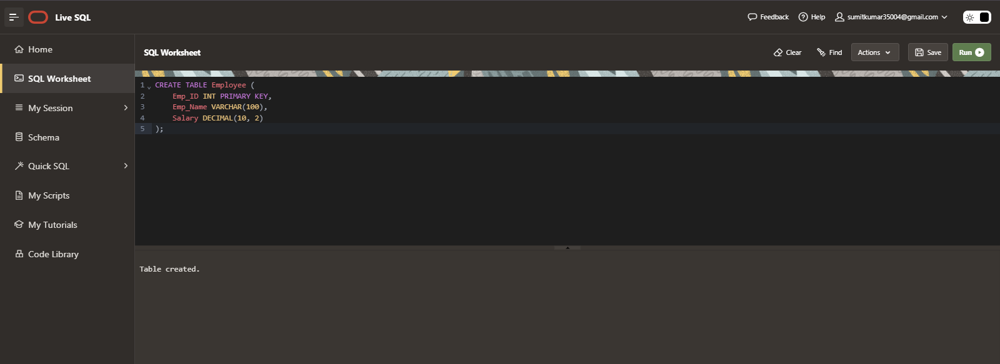 Live SQL
Feedback
Help
sumitkumar35004@gmail.com
Home
SQL Worksheet
My Session
Schema
Quick SQL
My Scripts
My Tutorials
Code Library
SQL Worksheet
Clear
Find
Actions
Save
Run
1 CREATE TABLE Employee (
2     Emp_ID INT PRIMARY KEY,
3     Emp_Name VARCHAR(100),
4     Salary DECIMAL(10, 2)
5 );
Table created.